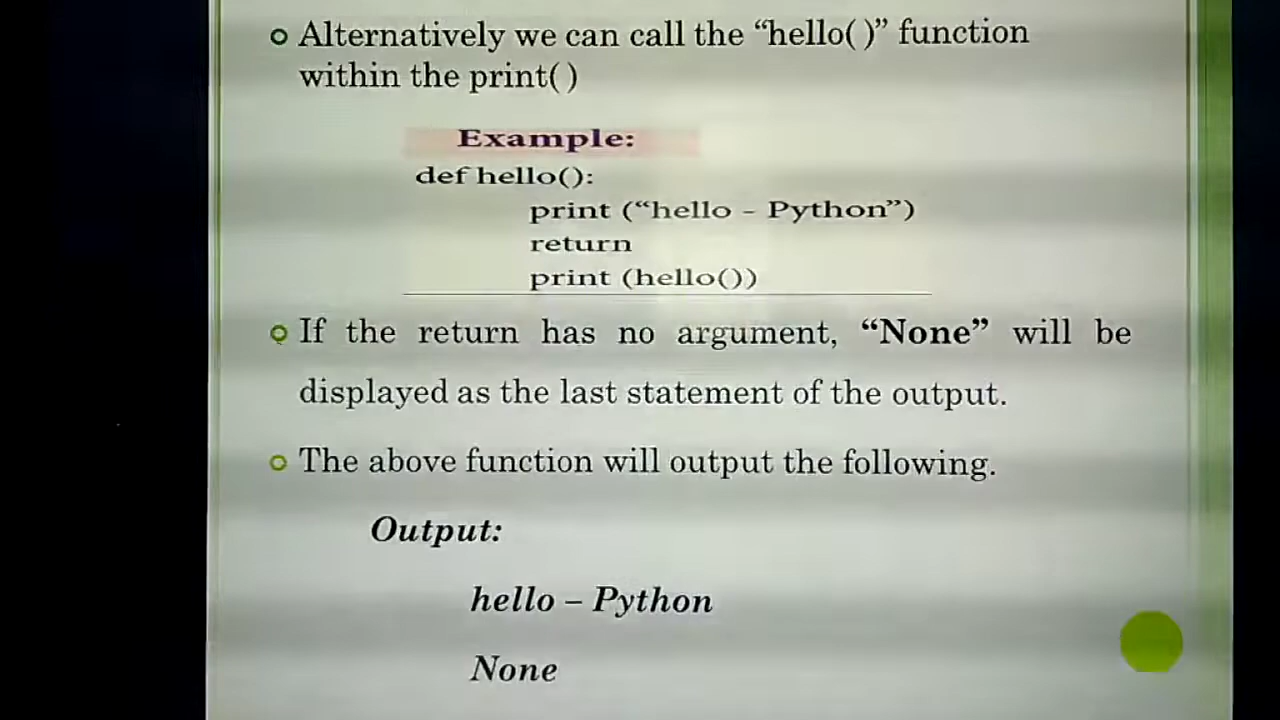 Alternatively we can call the “hello( )” function
within the print( )
Example:
def hello():
print (“hello – Python”)
return
print (hello())
If the return has no argument, “None” will be
displayed as the last statement of the output.
The above function will output the following.
Output:
hello – Python
None